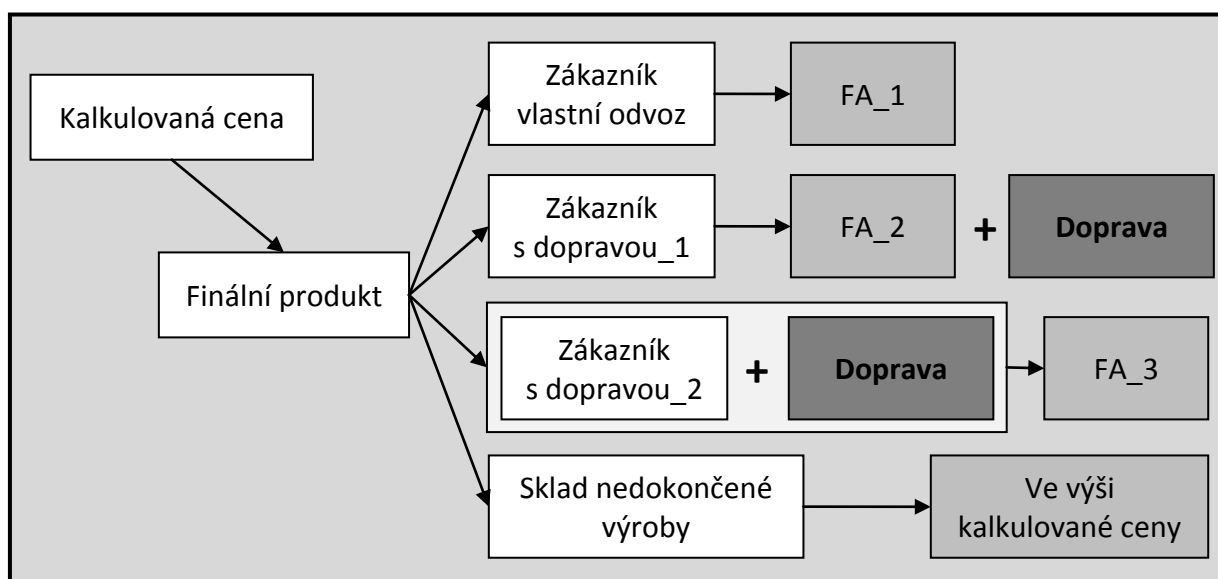 Kalkulovaná cena
Finální produkt
Zákazník
vlastní odvoz
FA_1
Zákazník
s dopravou_1
FA_2
+
Doprava
Zákazník
s dopravou_2
+
Doprava
FA_3
Sklad nedokončené
výroby
Ve výši
kalkulované ceny